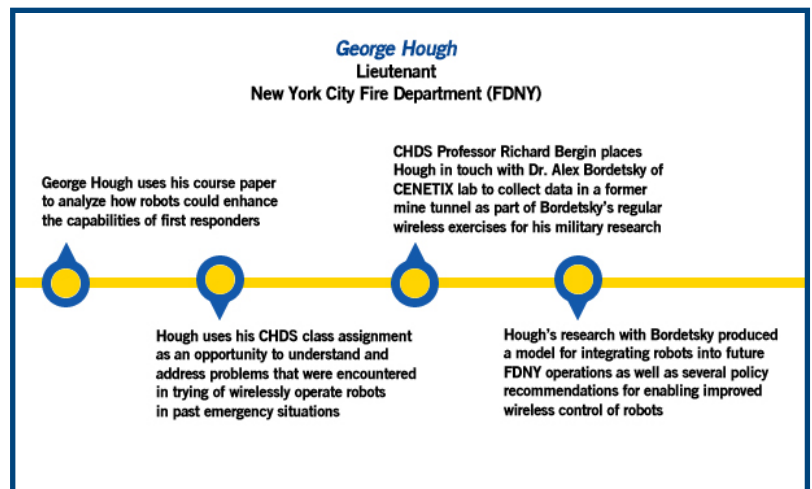 George Hough
Lieutenant
New York City Fire Department (FDNY)
George Hough uses his course paper
to analyze how robots could enhance
the capabilities of first responders
Hough uses his CHDS class assignment
as an opportunity to understand and
address problems that were encountered
in trying of wirelessly operate robots
in past emergency situations
CHDS Professor Richard Bergin places
Hough in touch with Dr. Alex Bordetsky of
CENETIX lab to collect data in a former
mine tunnel as part of Bordetsky's regular
wireless exercises for his military research
Hough's research with Bordetsky produced
a model for integrating robots into future
FDNY operations as well as several policy
recommendations for enabling improved
wireless control of robots